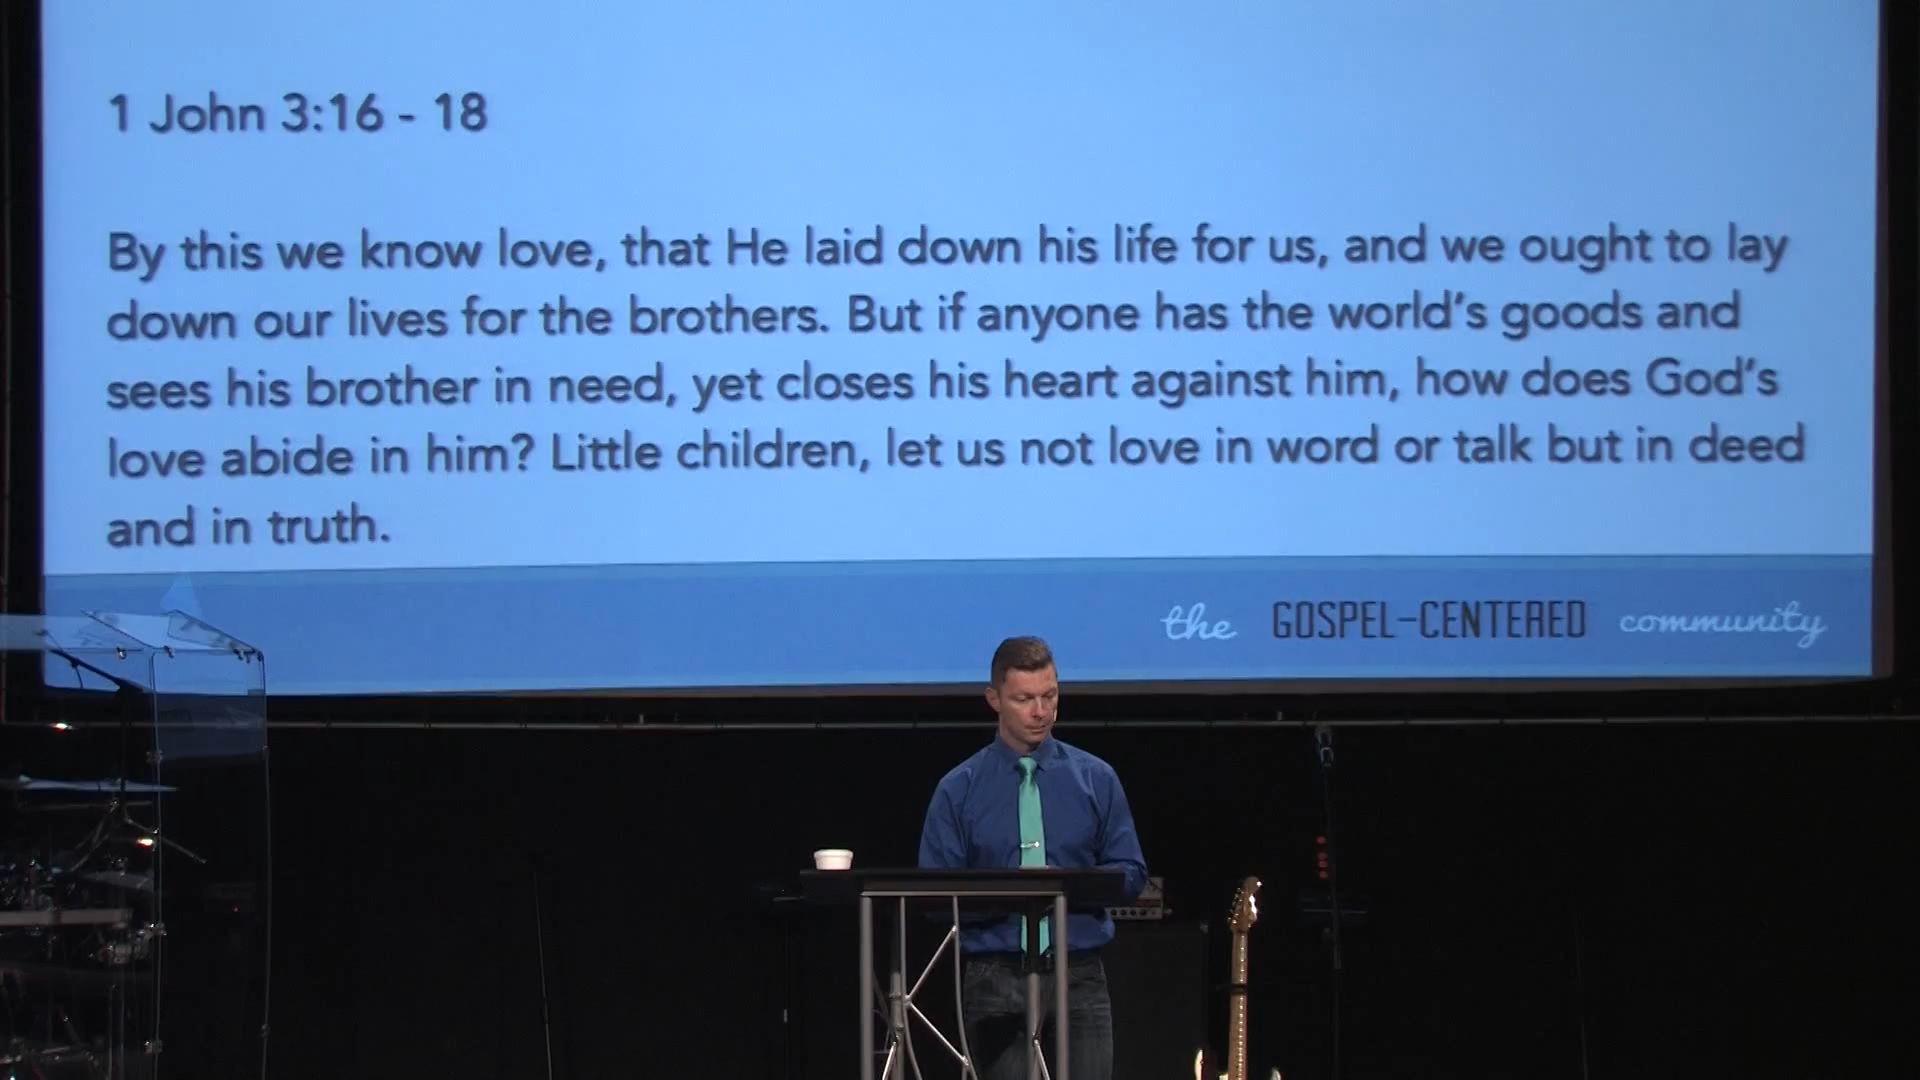 1 John 3:16 - 18
By this we know love, that He laid down his life for us, and we ought to lay
down our lives for the brothers. But if anyone has the world's goods and
sees his brother in need, yet closes his heart against him, how does God's
love abide in him? Little children, let us not love in word or talk but in deed
and in truth.
the GOSPEL-CENTERED community